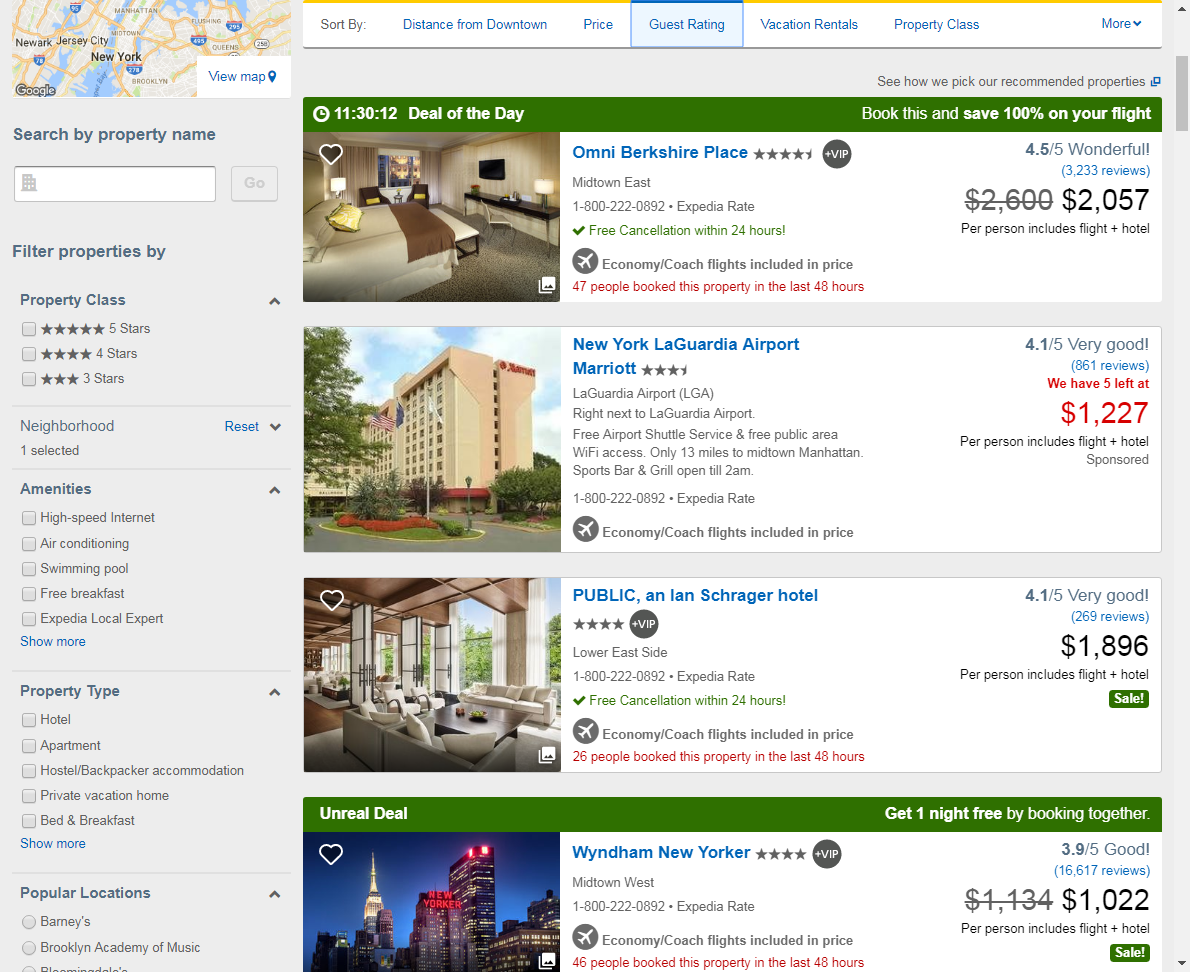 MANHATTAN
FLUSHING
Newark
Jersey City
MIDTOWN
QUEENS
New York
BROOKLYN
95
295
495
258
78
278
Google
View map
Search by property name
Go
Filter properties by
Property Class
5 Stars
4 Stars
3 Stars
Neighborhood Reset
1 selected
Amenities
High-speed Internet
Air conditioning
Swimming pool
Free breakfast
Expedia Local Expert
Show more
Property Type
Hotel
Apartment
Hostel/Backpacker accommodation
Private vacation home
Bed & Breakfast
Show more
Popular Locations
Barney's
Brooklyn Academy of Music
Bloomingdale's
Sort By: Distance from Downtown Price Guest Rating Vacation Rentals Property Class More
See how we pick our recommended properties
11:30:12 Deal of the Day Book this and save 100% on your flight
Omni Berkshire Place +VIP
Midtown East
1-800-222-0892 • Expedia Rate
Free Cancellation within 24 hours!
Economy/Coach flights included in price
47 people booked this property in the last 48 hours
4.5/5 Wonderful!
(3,233 reviews)
$2,600 $2,057
Per person includes flight + hotel
Marriott
New York LaGuardia Airport
Marriott
LaGuardia Airport (LGA)
Right next to LaGuardia Airport.
Free Airport Shuttle Service & free public area
WiFi access. Only 13 miles to midtown Manhattan.
Sports Bar & Grill open till 2am.
1-800-222-0892 • Expedia Rate
Economy/Coach flights included in price
4.1/5 Very good!
(861 reviews)
We have 5 left at
$1,227
Per person includes flight + hotel
Sponsored
PUBLIC, an Ian Schrager hotel
+VIP
Lower East Side
1-800-222-0892 • Expedia Rate
Free Cancellation within 24 hours!
Economy/Coach flights included in price
26 people booked this property in the last 48 hours
4.1/5 Very good!
(269 reviews)
$1,896
Per person includes flight + hotel
Sale!
Unreal Deal Get 1 night free by booking together.
NEW
YORKER
Wyndham New Yorker +VIP
Midtown West
1-800-222-0892 • Expedia Rate
Economy/Coach flights included in price
46 people booked this property in the last 48 hours
3.9/5 Good!
(16,617 reviews)
$1,134 $1,022
Per person includes flight + hotel
Sale!